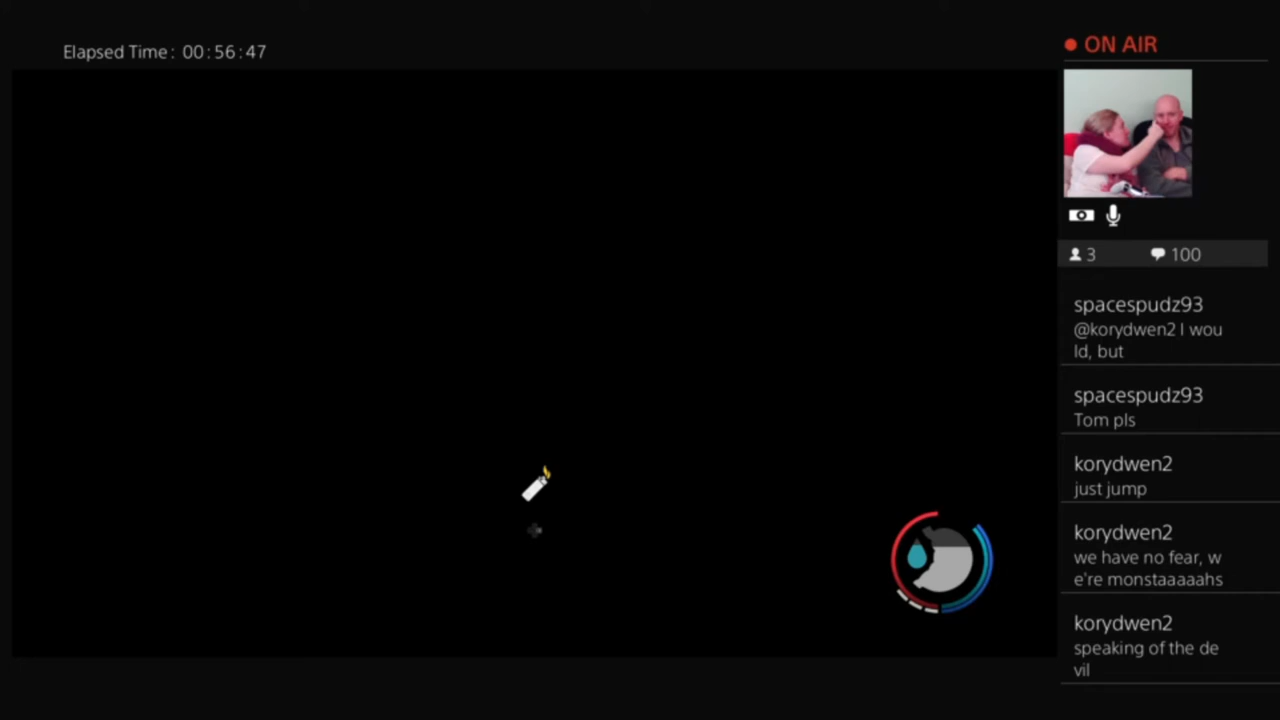 Elapsed Time: 00:56:47
ON AIR
3 100
spacespudz93
@korydwen2 I wou
ld, but
spacespudz93
Tom pls
korydwen2
just jump
korydwen2
we have no fear, w
e're monstaaaaahs
korydwen2
speaking of the de
vil